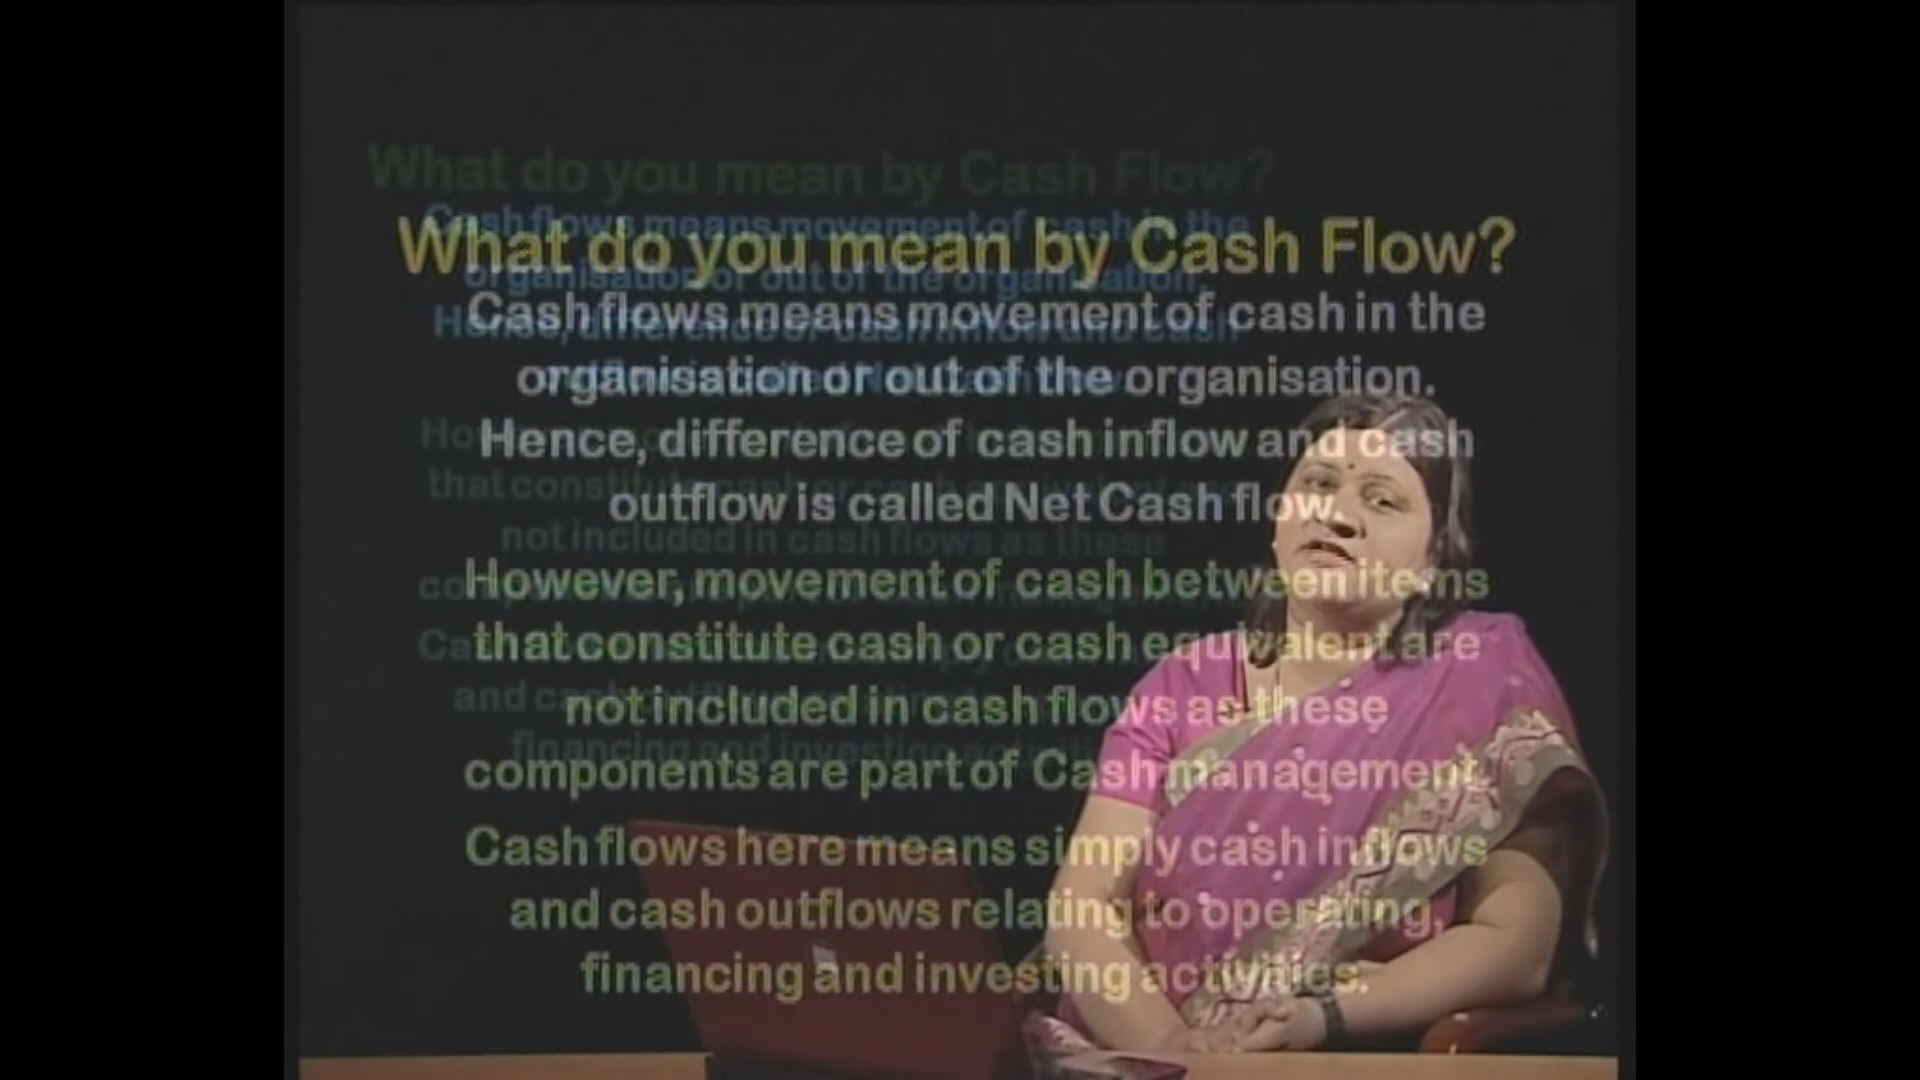 What do you mean by Cash Flow?
Cash flows means movement of cash in the
organisation or out of the organisation.
Hence, difference of cash inflow and cash
outflow is called Net Cash flow.
However, movement of cash between items
that constitute cash or cash equivalent are
not included in cash flows as these
components are part of Cash management.
Cash flows here means simply cash inflows
and cash outflows relating to operating,
financing and investing activities.